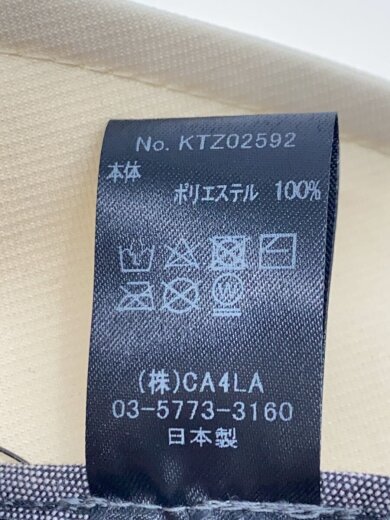 No. KTZ02592
本体
ポリエステル 100%
(株)CA4LA
03-5773-3160
日本製